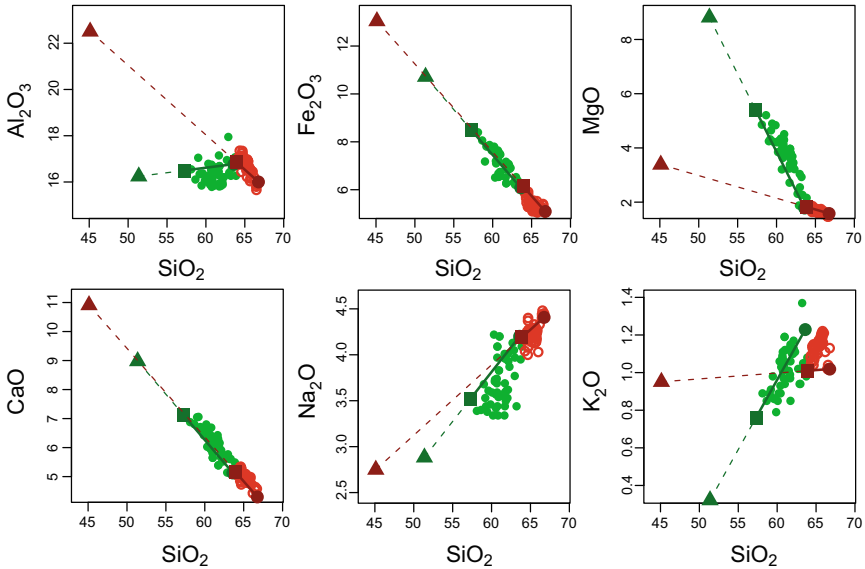 Al₂O₃
16 18 20 22
45 50 55 60 65 70
SiO₂
Fe₂O₃
6 8 10 12
45 50 55 60 65 70
SiO₂
MgO
2 4 6 8
45 50 55 60 65 70
SiO₂
CaO
5 6 7 8 9 10 11
45 50 55 60 65 70
SiO₂
Na₂O
2.5 3.0 3.5 4.0 4.5
45 50 55 60 65 70
SiO₂
K₂O
0.4 0.6 0.8 1.0 1.2 1.4
45 50 55 60 65 70
SiO₂